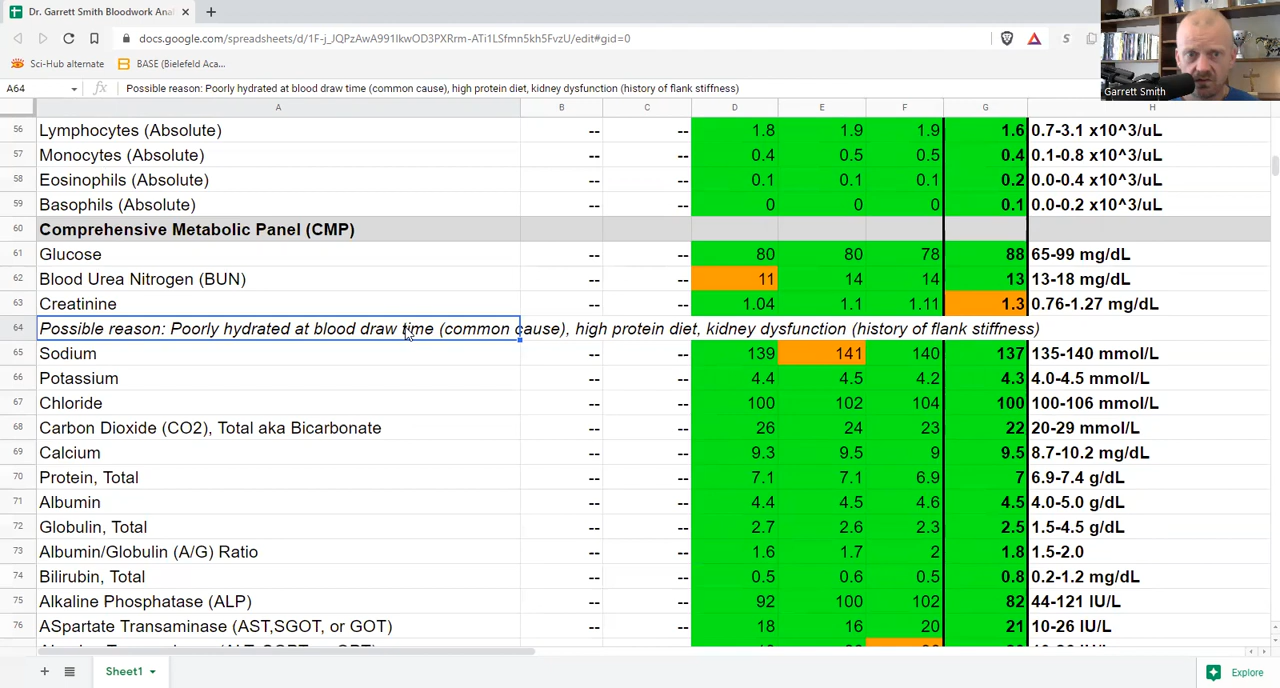 Dr. Garrett Smith Bloodwork Anal
docs.google.com/spreadsheets/d/1F-j_JQPzAwA991IkwOD3PXRrm-ATi1LSfmn5kh5FvzU/edit#gid=0
Sci-Hub alternate BASE (Bielefeld Aca...
Garrett Smith
A64 fx Possible reason: Poorly hydrated at blood draw time (common cause), high protein diet, kidney dysfunction (history of flank stiffness)
A B C D E F G H
56 Lymphocytes (Absolute) -- -- 1.8 1.9 1.9 1.6 0.7-3.1 x10^3/uL
57 Monocytes (Absolute) -- -- 0.4 0.5 0.5 0.4 0.1-0.8 x10^3/uL
58 Eosinophils (Absolute) -- -- 0.1 0.1 0.1 0.2 0.0-0.4 x10^3/uL
59 Basophils (Absolute) -- -- 0 0 0 0.1 0.0-0.2 x10^3/uL
60 Comprehensive Metabolic Panel (CMP)
61 Glucose -- -- 80 80 78 88 65-99 mg/dL
62 Blood Urea Nitrogen (BUN) -- -- 11 14 14 13 13-18 mg/dL
63 Creatinine -- -- 1.04 1.1 1.11 1.3 0.76-1.27 mg/dL
64 Possible reason: Poorly hydrated at blood draw time (common cause), high protein diet, kidney dysfunction (history of flank stiffness)
65 Sodium -- -- 139 141 140 137 135-140 mmol/L
66 Potassium -- -- 4.4 4.5 4.2 4.3 4.0-4.5 mmol/L
67 Chloride -- -- 100 102 104 100 100-106 mmol/L
68 Carbon Dioxide (CO2), Total aka Bicarbonate -- -- 26 24 23 22 20-29 mmol/L
69 Calcium -- -- 9.3 9.5 9 9.5 8.7-10.2 mg/dL
70 Protein, Total -- -- 7.1 7.1 6.9 7 6.9-7.4 g/dL
71 Albumin -- -- 4.4 4.5 4.6 4.5 4.0-5.0 g/dL
72 Globulin, Total -- -- 2.7 2.6 2.3 2.5 1.5-4.5 g/dL
73 Albumin/Globulin (A/G) Ratio -- -- 1.6 1.7 2 1.8 1.5-2.0
74 Bilirubin, Total -- -- 0.5 0.6 0.5 0.8 0.2-1.2 mg/dL
75 Alkaline Phosphatase (ALP) -- -- 92 100 102 82 44-121 IU/L
76 ASpartate Transaminase (AST,SGOT, or GOT) -- -- 18 16 20 21 10-26 IU/L
Sheet1 Explore